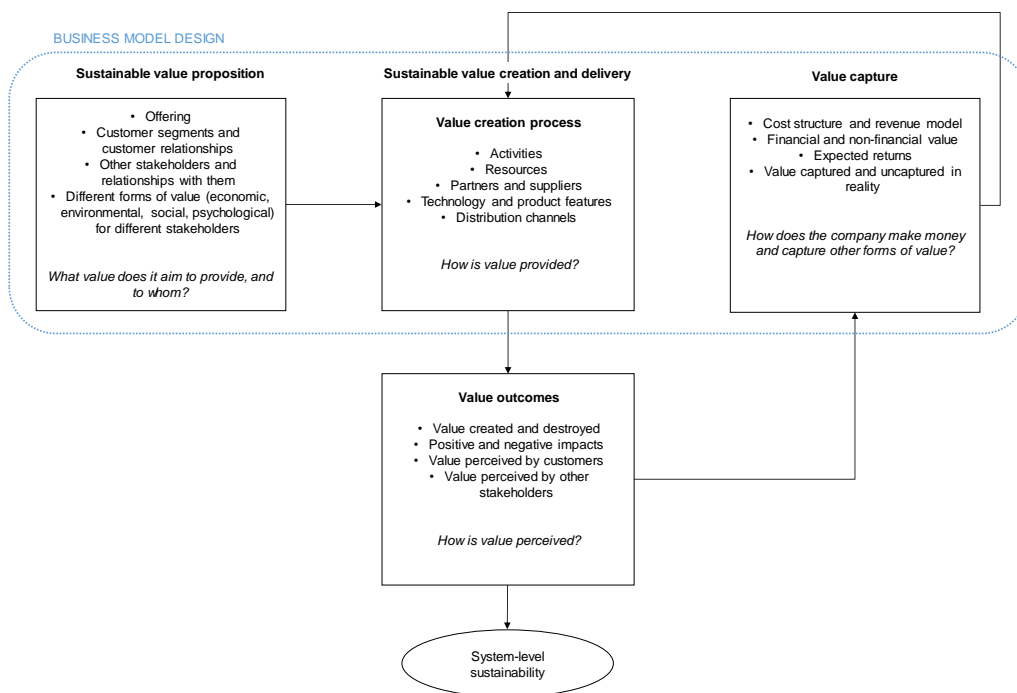 BUSINESS MODEL DESIGN
Sustainable value proposition
• Offering
• Customer segments and
customer relationships
• Other stakeholders and
relationships with them
• Different forms of value (economic,
environmental, social, psychological)
for different stakeholders
What value does it aim to provide, and
to whom?
Sustainable value creation and delivery
Value creation process
• Activities
• Resources
• Partners and suppliers
• Technology and product features
• Distribution channels
How is value provided?
Value capture
• Cost structure and revenue model
• Financial and non-financial value
• Expected returns
• Value captured and uncaptured in
reality
How does the company make money
and capture other forms of value?
Value outcomes
• Value created and destroyed
• Positive and negative impacts
• Value perceived by customers
• Value perceived by other
stakeholders
How is value perceived?
System-level
sustainability